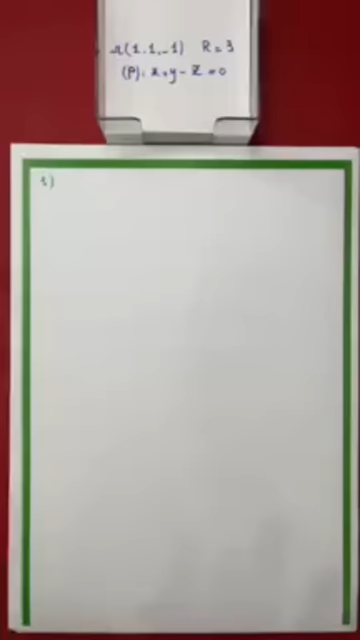 Ω(1,1,-1) R=3
(P): x+y-z=0
1)